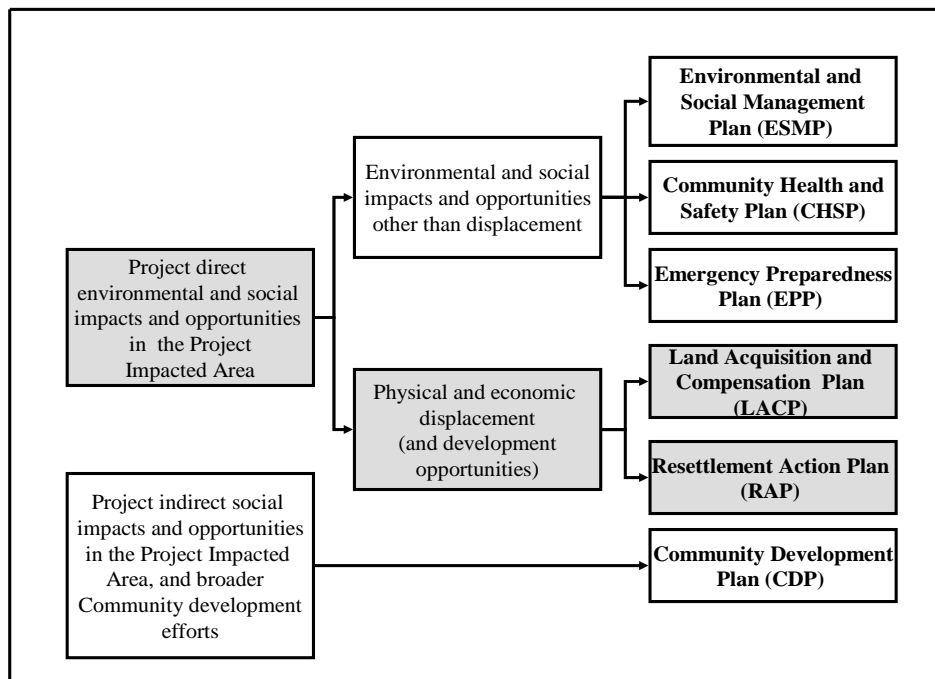 Environmental and
Social Management
Plan (ESMP)
Environmental and social
impacts and opportunities
other than displacement
Community Health and
Safety Plan (CHSP)
Project direct
environmental and social
impacts and opportunities
in the Project
Impacted Area
Emergency Preparedness
Plan (EPP)
Land Acquisition and
Compensation Plan
(LACP)
Physical and economic
displacement
(and development
opportunities)
Resettlement Action Plan
(RAP)
Project indirect social
impacts and opportunities
in the Project Impacted
Area, and broader
Community development
efforts
Community Development
Plan (CDP)